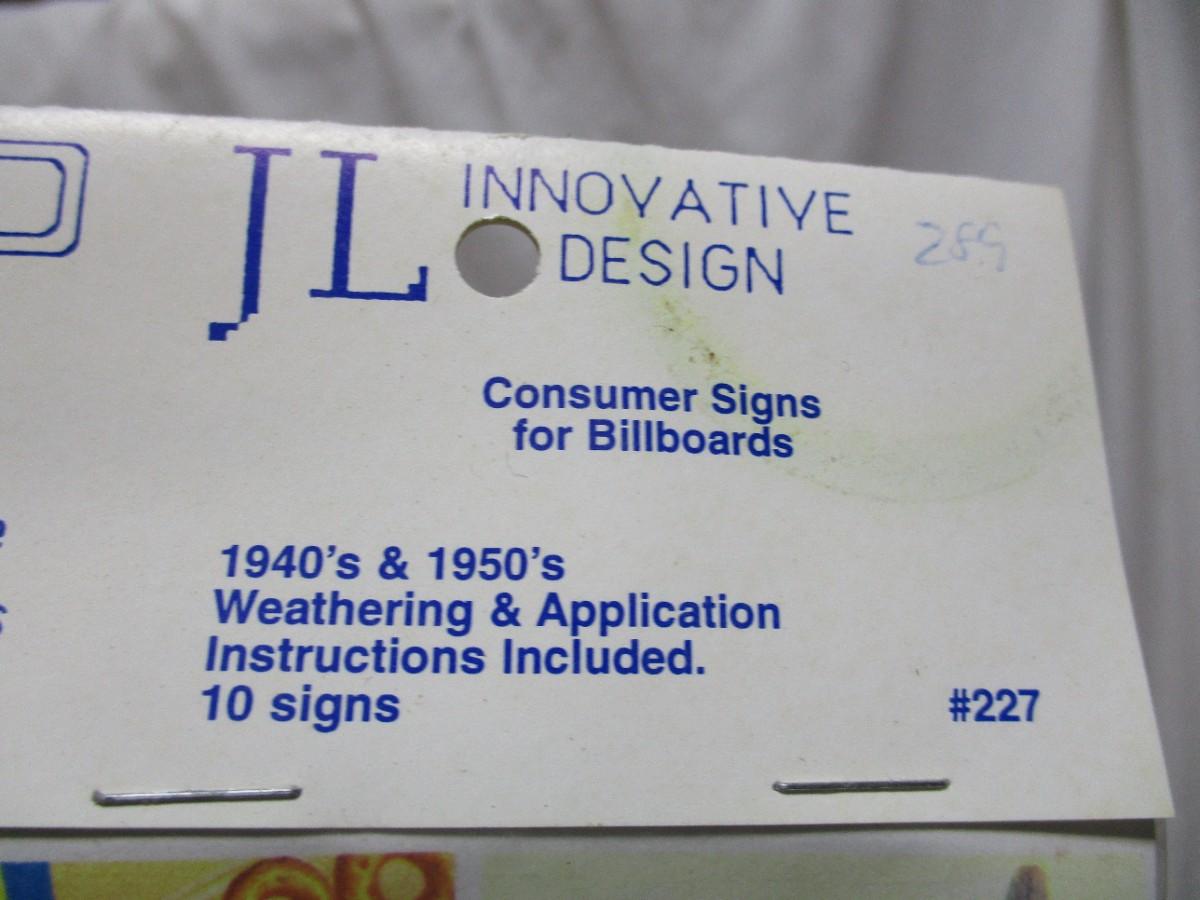 JL INNOVATIVE
DESIGN
289
Consumer Signs
for Billboards
1940's & 1950's
Weathering & Application
Instructions Included.
10 signs
#227